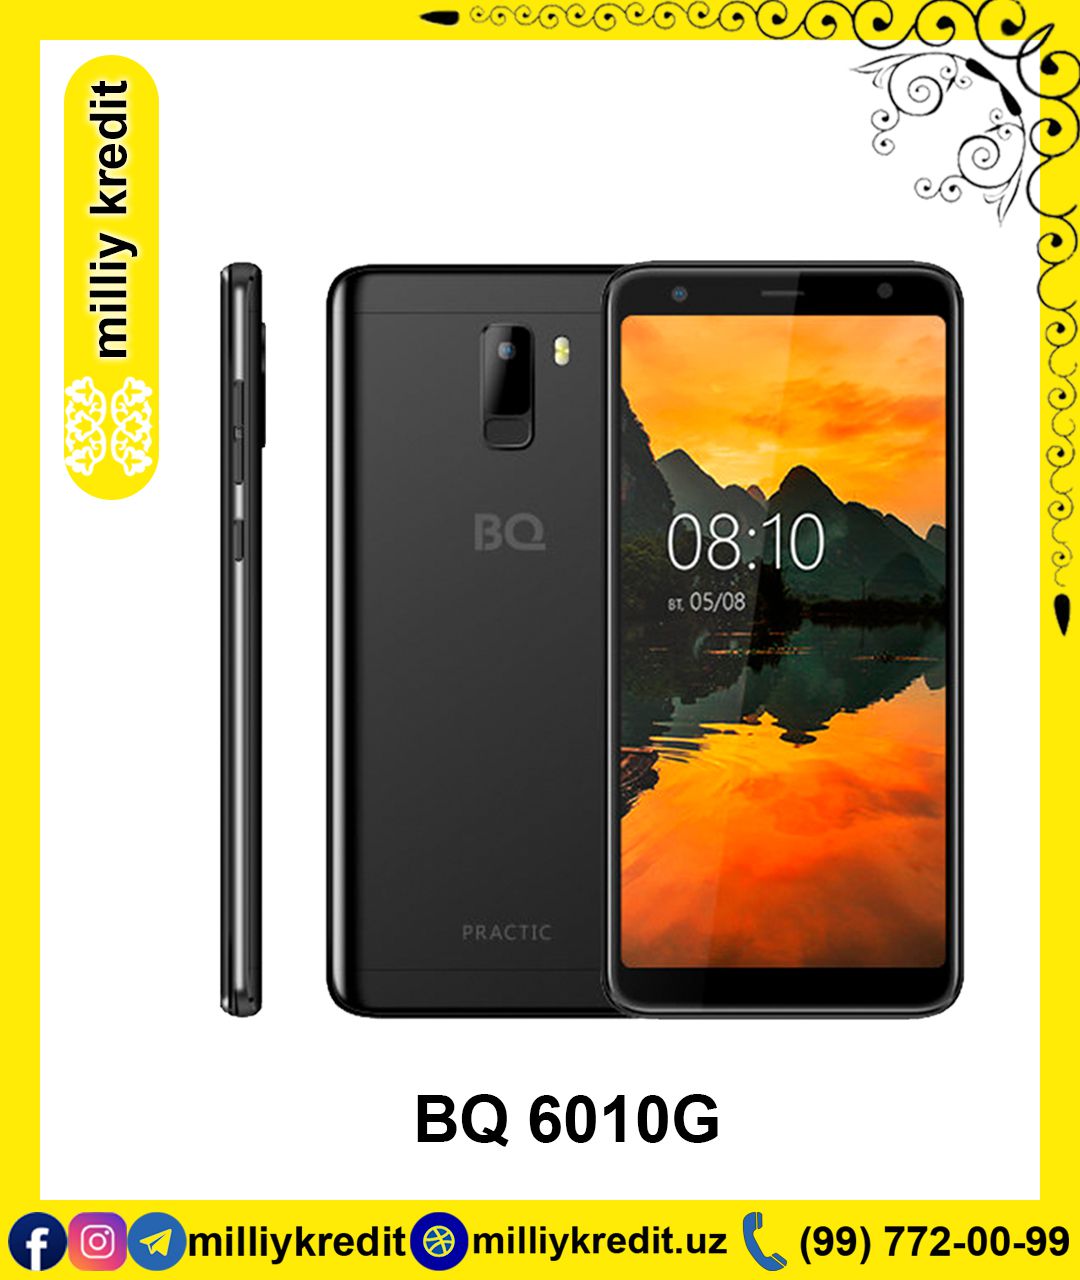 milliy kredit
BQ
08:10
вт, 05/08
PRACTIC
BQ 6010G
milliykredit milliykredit.uz (99) 772-00-99